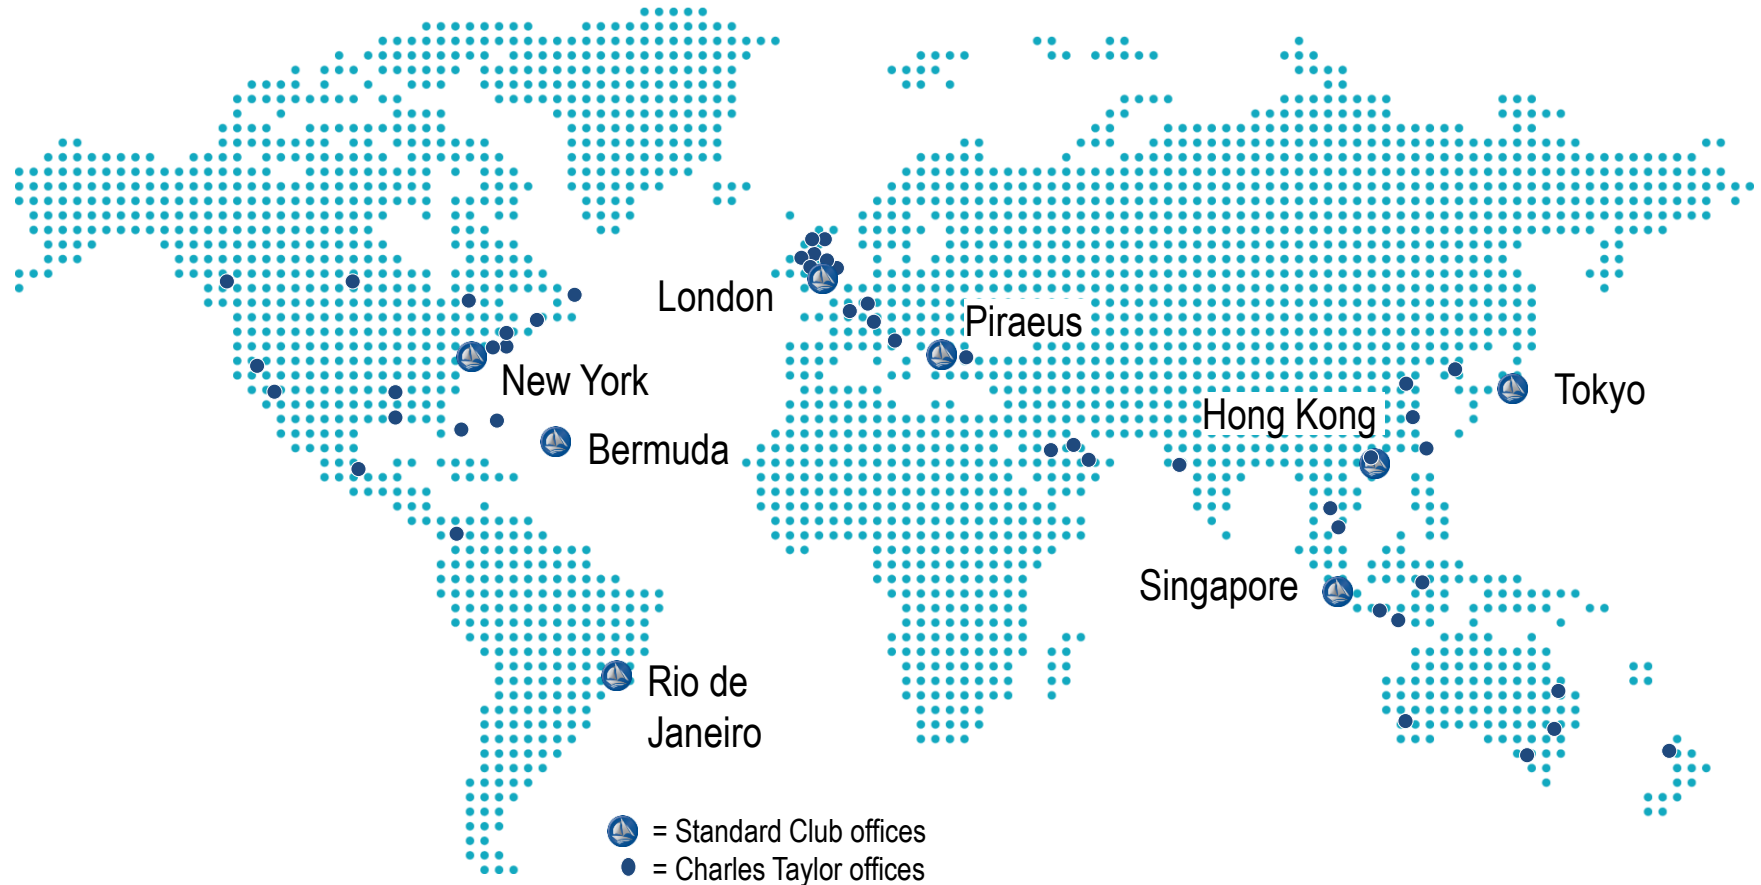 London
Piraeus
New York
Tokyo
Hong Kong
Bermuda
Singapore
Rio de
Janeiro
= Standard Club offices
= Charles Taylor offices